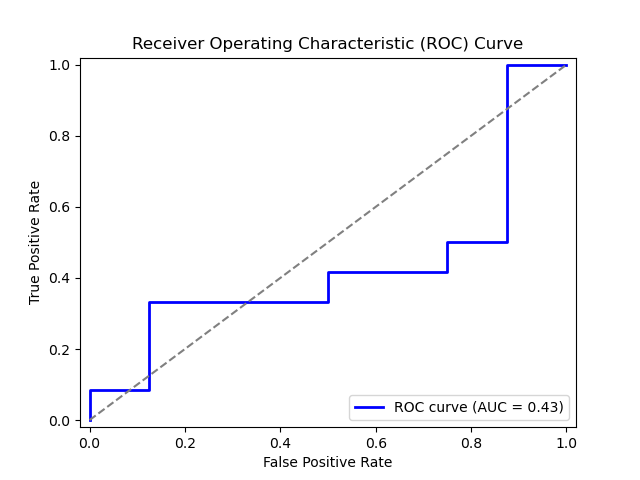 Receiver Operating Characteristic (ROC) Curve
True Positive Rate
1.0
0.8
0.6
0.4
0.2
0.0
ROC curve (AUC = 0.43)
0.0 0.2 0.4 0.6 0.8 1.0
False Positive Rate